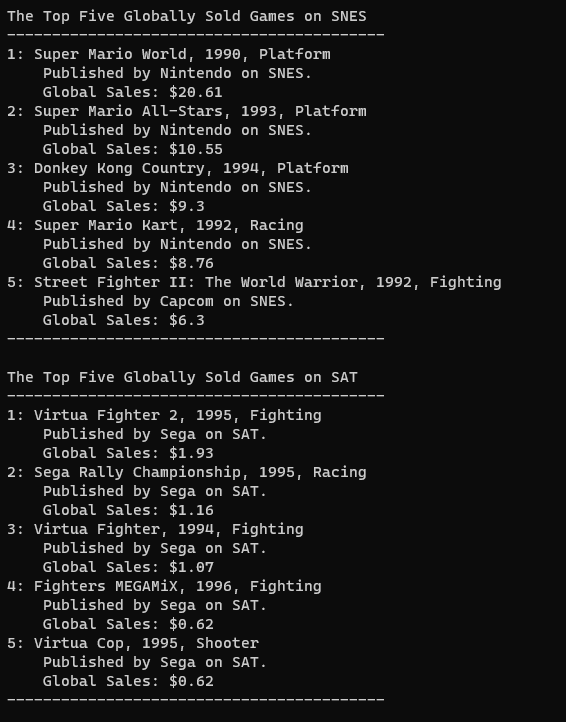 The Top Five Globally Sold Games on SNES
------------------------------------------
1: Super Mario World, 1990, Platform
    Published by Nintendo on SNES.
    Global Sales: $20.61
2: Super Mario All-Stars, 1993, Platform
    Published by Nintendo on SNES.
    Global Sales: $10.55
3: Donkey Kong Country, 1994, Platform
    Published by Nintendo on SNES.
    Global Sales: $9.3
4: Super Mario Kart, 1992, Racing
    Published by Nintendo on SNES.
    Global Sales: $8.76
5: Street Fighter II: The World Warrior, 1992, Fighting
    Published by Capcom on SNES.
    Global Sales: $6.3
------------------------------------------

The Top Five Globally Sold Games on SAT
------------------------------------------
1: Virtua Fighter 2, 1995, Fighting
    Published by Sega on SAT.
    Global Sales: $1.93
2: Sega Rally Championship, 1995, Racing
    Published by Sega on SAT.
    Global Sales: $1.16
3: Virtua Fighter, 1994, Fighting
    Published by Sega on SAT.
    Global Sales: $1.07
4: Fighters MEGAMiX, 1996, Fighting
    Published by Sega on SAT.
    Global Sales: $0.62
5: Virtua Cop, 1995, Shooter
    Published by Sega on SAT.
    Global Sales: $0.62
------------------------------------------